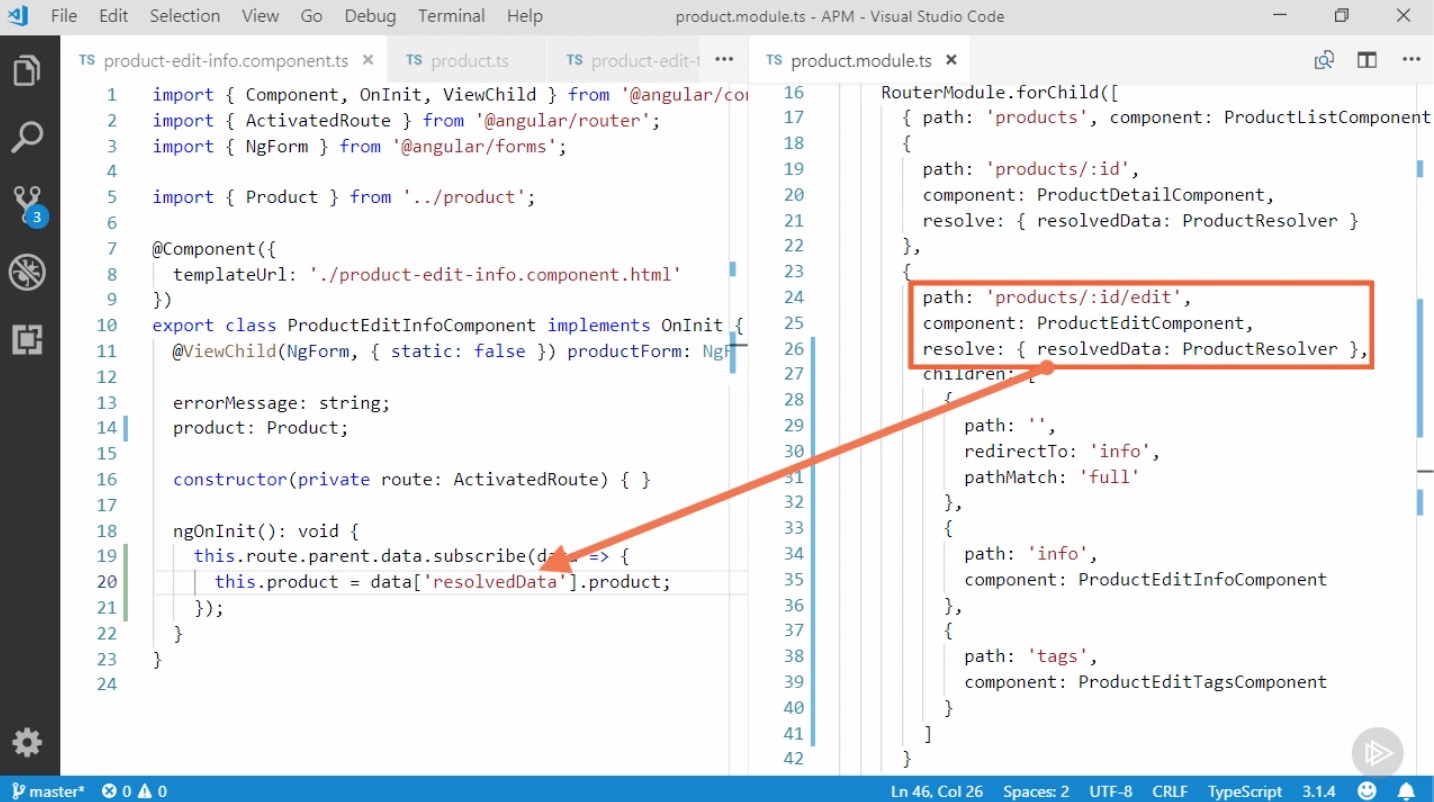 File Edit Selection View Go Debug Terminal Help product.module.ts - APM - Visual Studio Code
TS product-edit-info.component.ts × TS product.ts TS product-edit- ···
1 import { Component, OnInit, ViewChild } from '@angular/co
2 import { ActivatedRoute } from '@angular/router';
3 import { NgForm } from '@angular/forms';
4
5 import { Product } from '../product';
6
7 @Component({
8 templateUrl: './product-edit-info.component.html'
9 })
10 export class ProductEditInfoComponent implements OnInit {
11 @ViewChild(NgForm, { static: false }) productForm: NgF
12
13 errorMessage: string;
14 product: Product;
15
16 constructor(private route: ActivatedRoute) { }
17
18 ngOnInit(): void {
19 this.route.parent.data.subscribe(data => {
20 this.product = data['resolvedData'].product;
21 });
22 }
23 }
24
TS product.module.ts × ···
16 RouterModule.forChild([
17 { path: 'products', component: ProductListComponent
18 {
19 path: 'products/:id',
20 component: ProductDetailComponent,
21 resolve: { resolvedData: ProductResolver }
22 },
23 {
24 path: 'products/:id/edit',
25 component: ProductEditComponent,
26 resolve: { resolvedData: ProductResolver },
27 children: [
28 {
29 path: '',
30 redirectTo: 'info',
31 pathMatch: 'full'
32 },
33 {
34 path: 'info',
35 component: ProductEditInfoComponent
36 },
37 {
38 path: 'tags',
39 component: ProductEditTagsComponent
40 }
41 ]
42 }
3
master* 0 0 Ln 46, Col 26 Spaces: 2 UTF-8 CRLF TypeScript 3.1.4